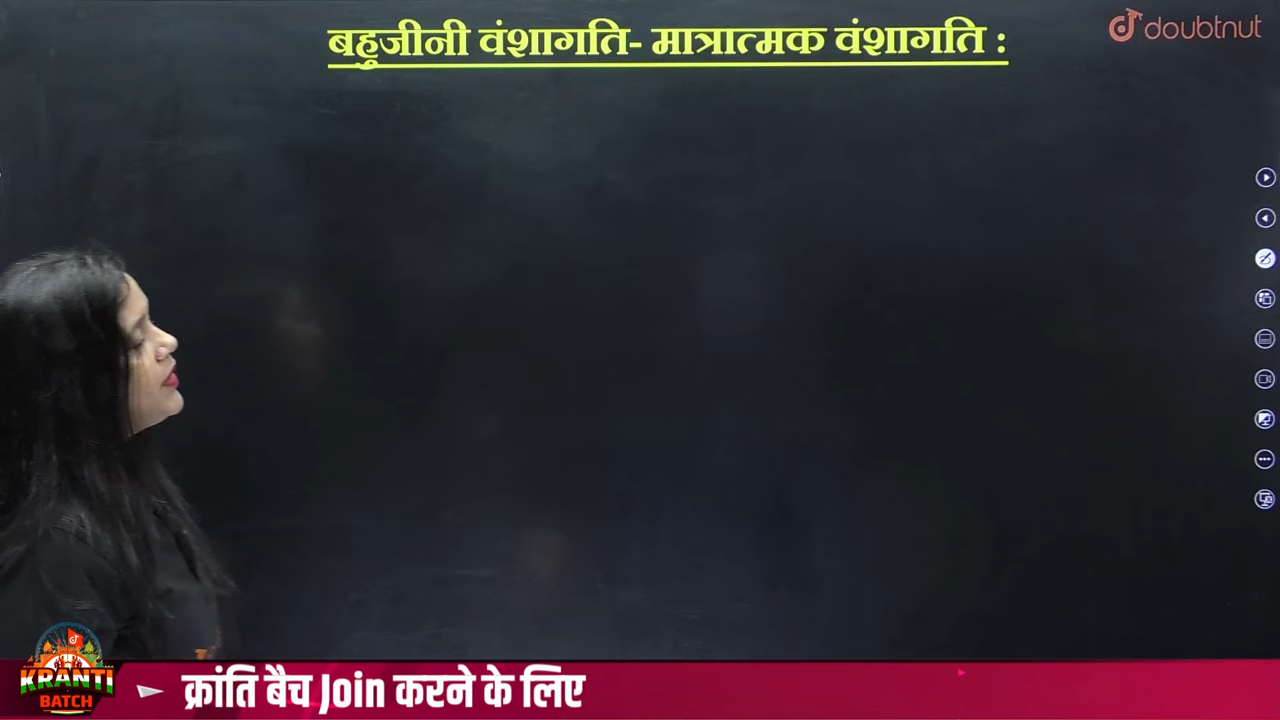 बहुजीनी वंशागति- मात्रात्मक वंशागति :
doubtnut
KRANTI
BATCH
क्रांति बैच Join करने के लिए